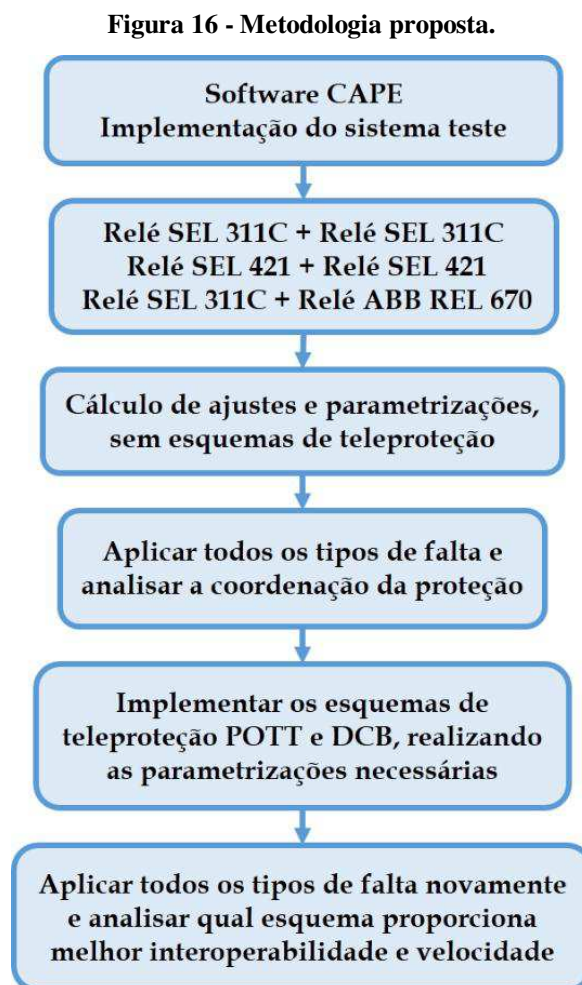 Figura 16 - Metodologia proposta.
Software CAPE
Implementação do sistema teste
Relé SEL 311C + Relé SEL 311C
Relé SEL 421 + Relé SEL 421
Relé SEL 311C + Relé ABB REL 670
Cálculo de ajustes e parametrizações,
sem esquemas de teleproteção
Aplicar todos os tipos de falta e
analisar a coordenação da proteção
Implementar os esquemas de
teleproteção POTT e DCB, realizando
as parametrizações necessárias
Aplicar todos os tipos de falta novamente
e analisar qual esquema proporciona
melhor interoperabilidade e velocidade